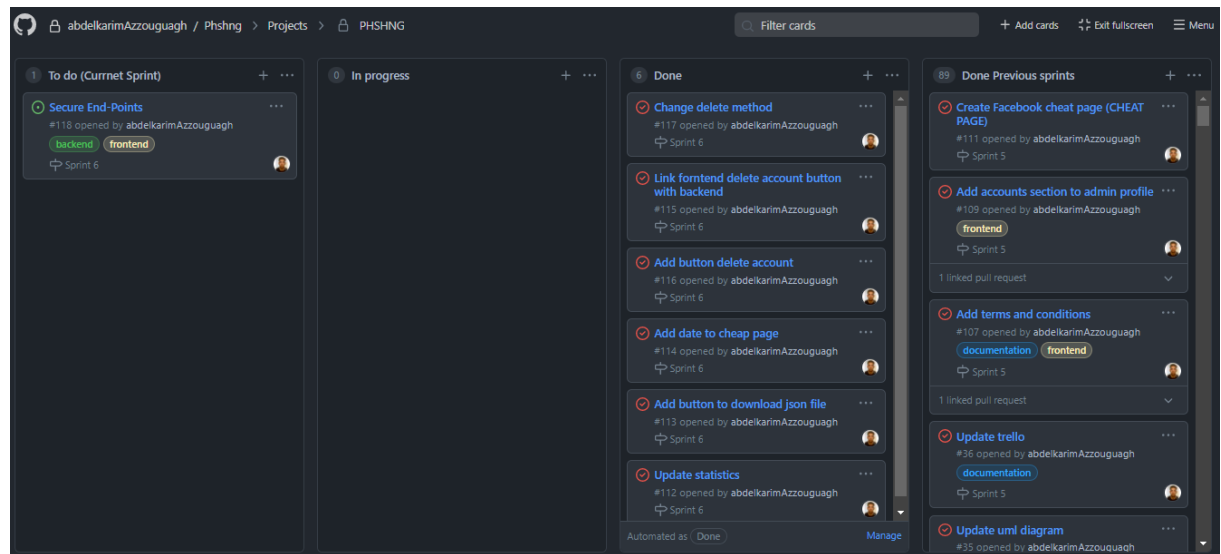 abdelkarimAzzouguagh / Phshng > Projects > PHSHNG
Filter cards
+ Add cards
Exit fullscreen
Menu
1 To do (Currnet Sprint)
Secure End-Points
#118 opened by abdelkarimAzzouguagh
backend frontend
Sprint 6
0 In progress
6 Done
Change delete method
#117 opened by abdelkarimAzzouguagh
Sprint 6
Link forntend delete account button
with backend
#115 opened by abdelkarimAzzouguagh
Sprint 6
Add button delete account
#116 opened by abdelkarimAzzouguagh
Sprint 6
Add date to cheap page
#114 opened by abdelkarimAzzouguagh
Sprint 6
Add button to download json file
#113 opened by abdelkarimAzzouguagh
Sprint 6
Update statistics
#112 opened by abdelkarimAzzouguagh
Sprint 6
Automated as Done
Manage
89 Done Previous sprints
Create Facebook cheat page (CHEAT
PAGE)
#111 opened by abdelkarimAzzouguagh
Sprint 5
Add accounts section to admin profile
#109 opened by abdelkarimAzzouguagh
frontend
Sprint 5
1 linked pull request
Add terms and conditions
#107 opened by abdelkarimAzzouguagh
documentation frontend
Sprint 5
1 linked pull request
Update trello
#36 opened by abdelkarimAzzouguagh
documentation
Sprint 5
Update uml diagram
#35 opened by abdelkarimAzzouguagh